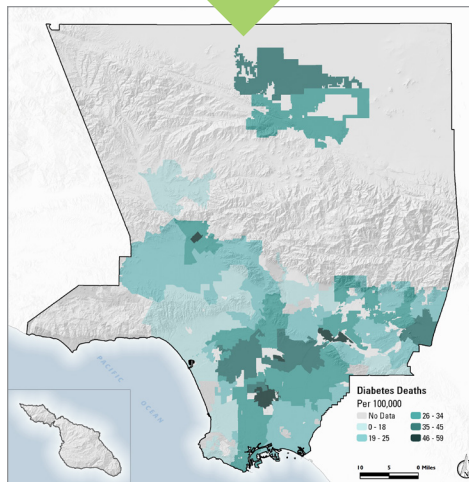 PACIFIC
OCEAN
Diabetes Deaths
Per 100,000
No Data
0 - 18
19 - 25
26 - 34
35 - 45
46 - 59
10 5 0 Miles